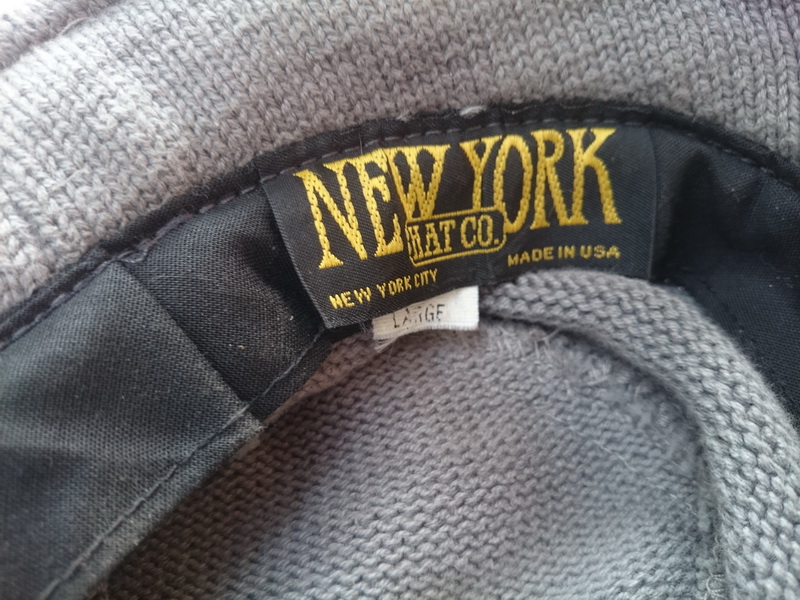 NEW YORK
HAT CO.
NEW YORK CITY
MADE IN USA
LARGE